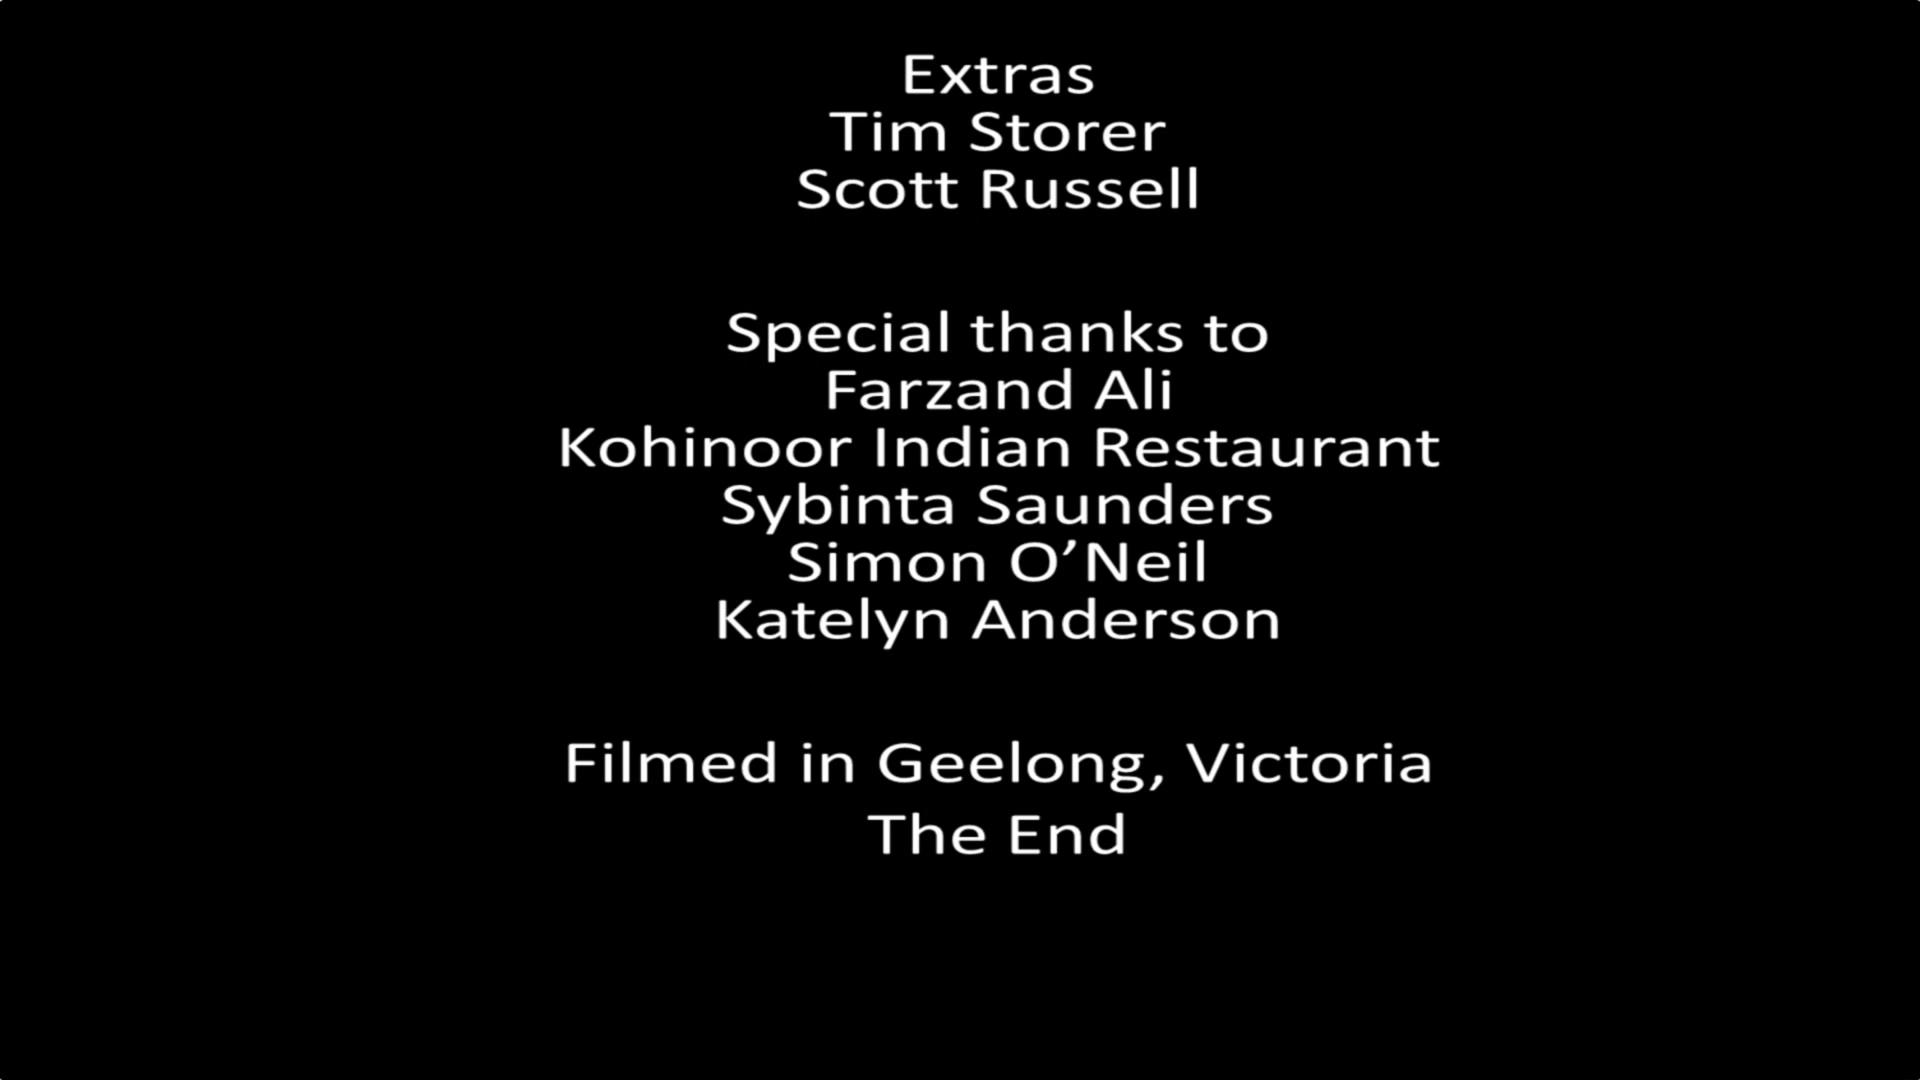 Extras
Tim Storer
Scott Russell
Special thanks to
Farzand Ali
Kohinoor Indian Restaurant
Sybinta Saunders
Simon O’Neil
Katelyn Anderson
Filmed in Geelong, Victoria
The End